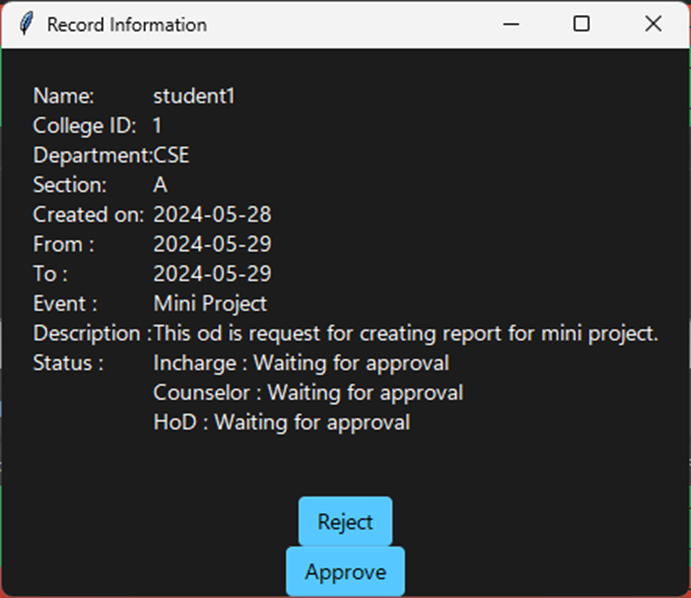 Record Information
Name: student1
College ID: 1
Department:CSE
Section: A
Created on: 2024-05-28
From : 2024-05-29
To : 2024-05-29
Event : Mini Project
Description :This od is request for creating report for mini project.
Status : Incharge : Waiting for approval
Counselor : Waiting for approval
HoD : Waiting for approval
Reject
Approve